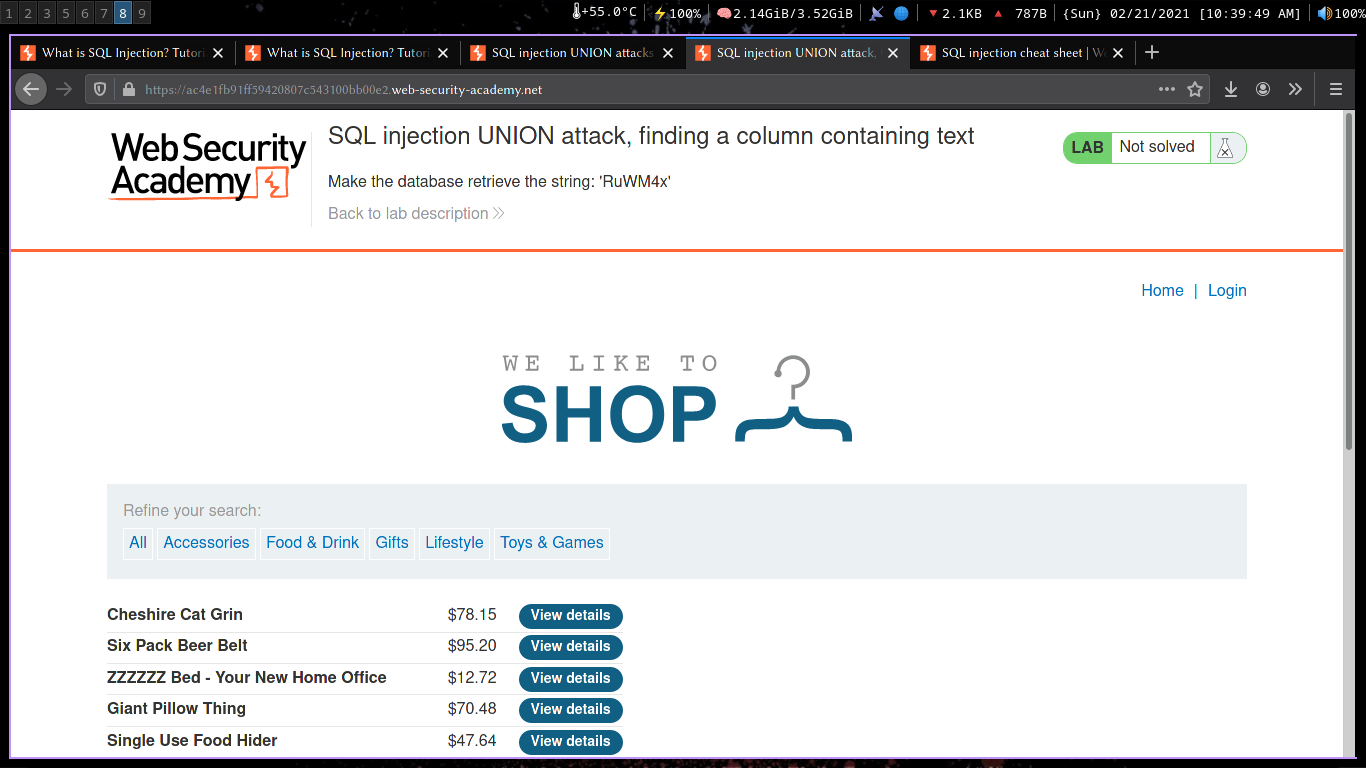 1 2 3 5 6 7 8 9 +55.0°C 100% 2.14GiB/3.52GiB 2.1KB 787B {Sun} 02/21/2021 [10:39:49 AM] 100%
What is SQL Injection? Tutori What is SQL Injection? Tutori SQL injection UNION attacks SQL injection UNION attack, SQL injection cheat sheet | W
https://ac4e1fb91ff59420807c543100bb00e2.web-security-academy.net
WebSecurity
Academy
SQL injection UNION attack, finding a column containing text
LAB Not solved
Make the database retrieve the string: 'RuWM4x'
Back to lab description
Home | Login
WE LIKE TO
SHOP
Refine your search:
All Accessories Food & Drink Gifts Lifestyle Toys & Games
Cheshire Cat Grin $78.15 View details
Six Pack Beer Belt $95.20 View details
ZZZZZZ Bed - Your New Home Office $12.72 View details
Giant Pillow Thing $70.48 View details
Single Use Food Hider $47.64 View details